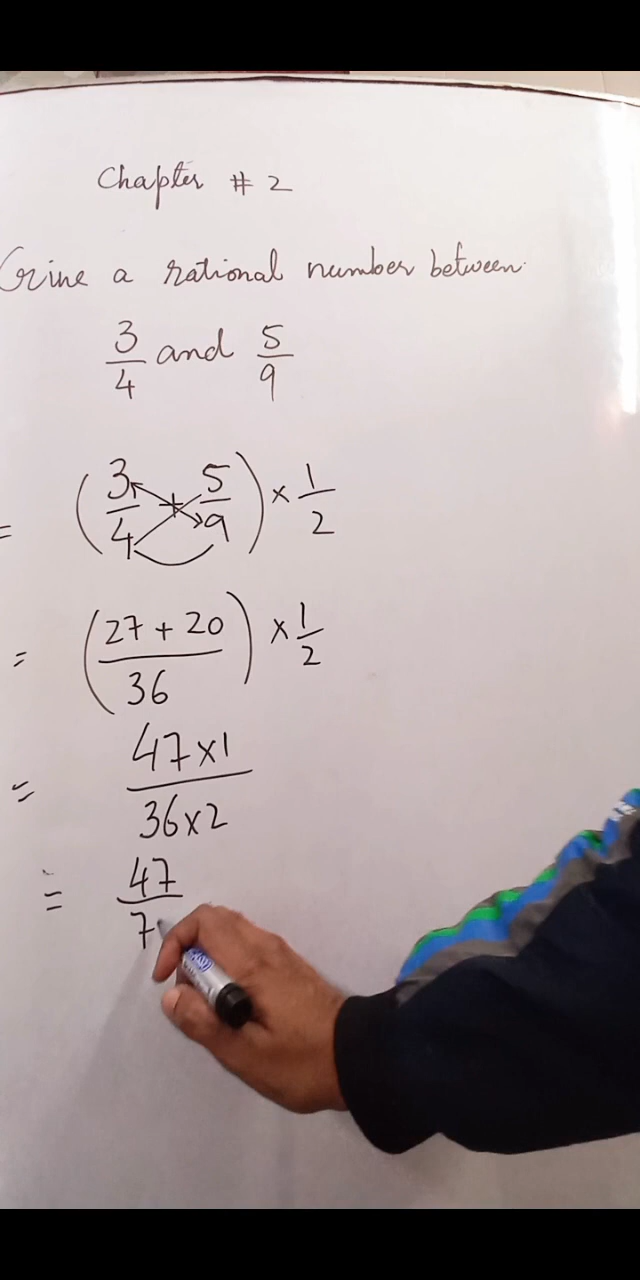 Chapter # 2
Give a rational number between.
3/4 and 5/9
= (3/4 + 5/9) × 1/2
= (27 + 20/36) × 1/2
= 47×1/36×2
= 47/7